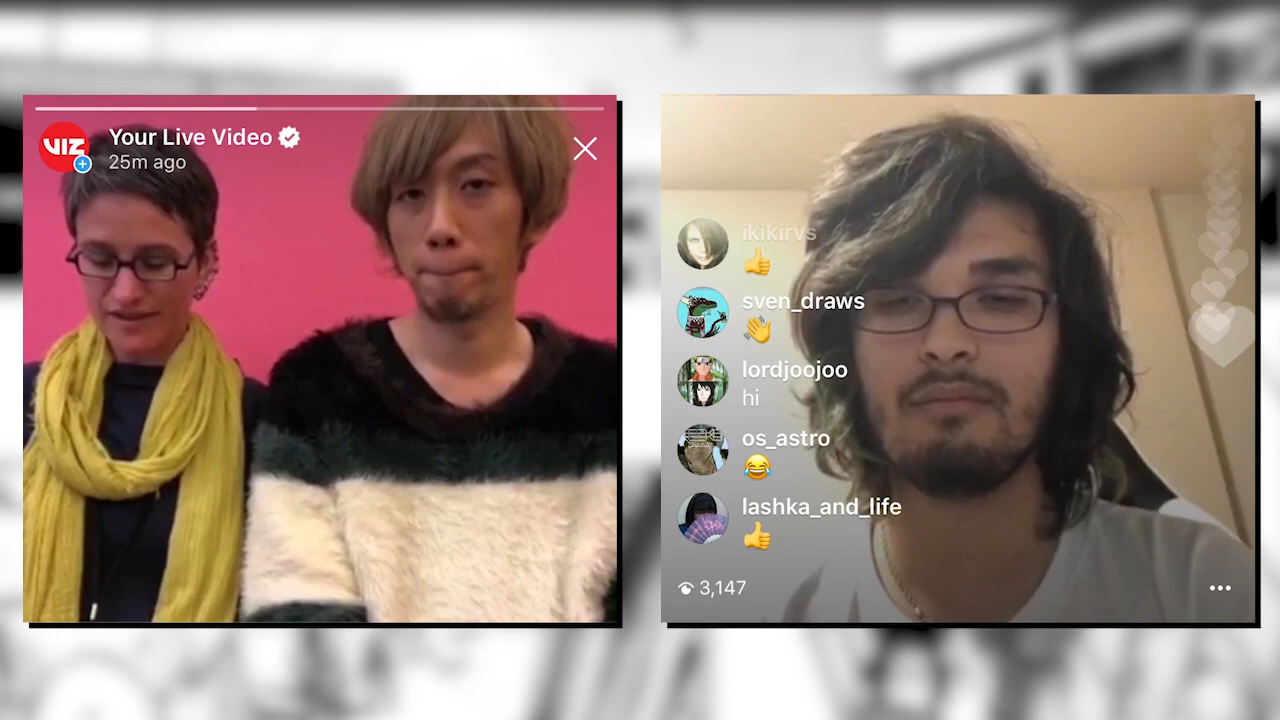 VIZ
Your Live Video
25m ago
ikikirvs
👍
sven_draws
👋
lordjoojoo
hi
os_astro
😂
lashka_and_life
👍
3,147